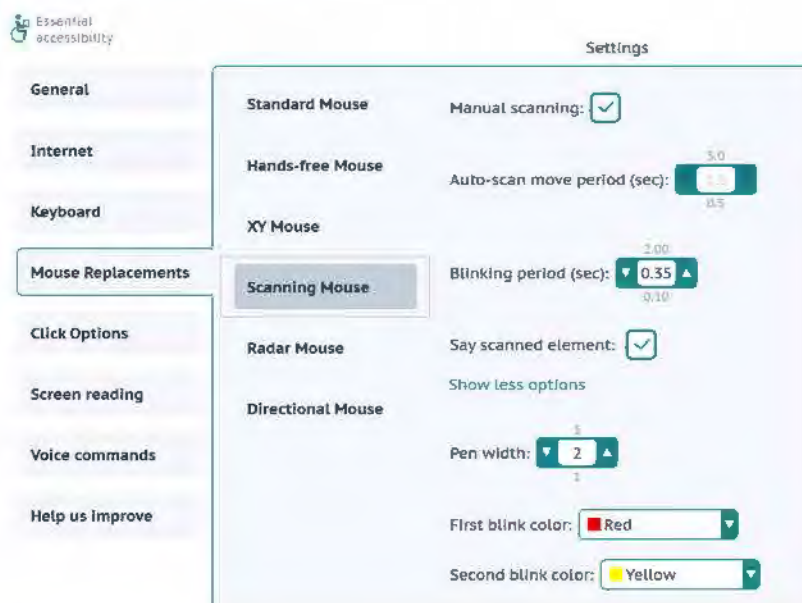 Essential
accessibility
Settings
General
Internet
Keyboard
Mouse Replacements
Click Options
Screen reading
Voice commands
Help us improve
Standard Mouse
Hands-free Mouse
XY Mouse
Scanning Mouse
Radar Mouse
Directional Mouse
Manual scanning:
5.0
Auto-scan move period (sec):
0.5
2.00
Blinking period (sec): 0.35
0.10
Say scanned element:
Show less options
5
Pen width: 2
1
First blink color: Red
Second blink color: Yellow